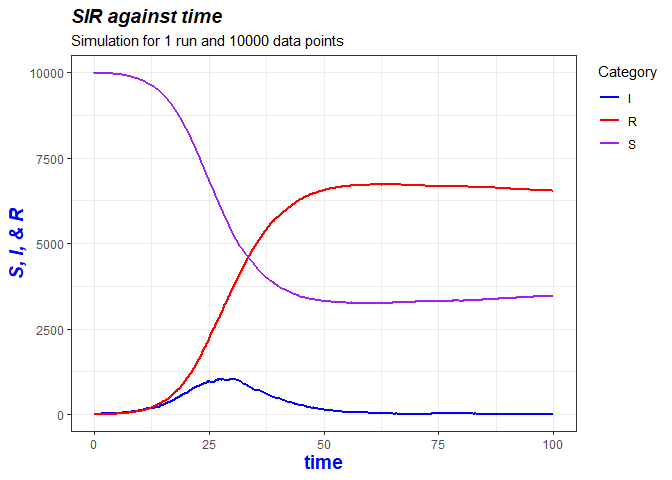 SIR against time
Simulation for 1 run and 10000 data points
Category
I
R
S
S, I, & R
10000
7500
5000
2500
0
0
25
50
75
100
time